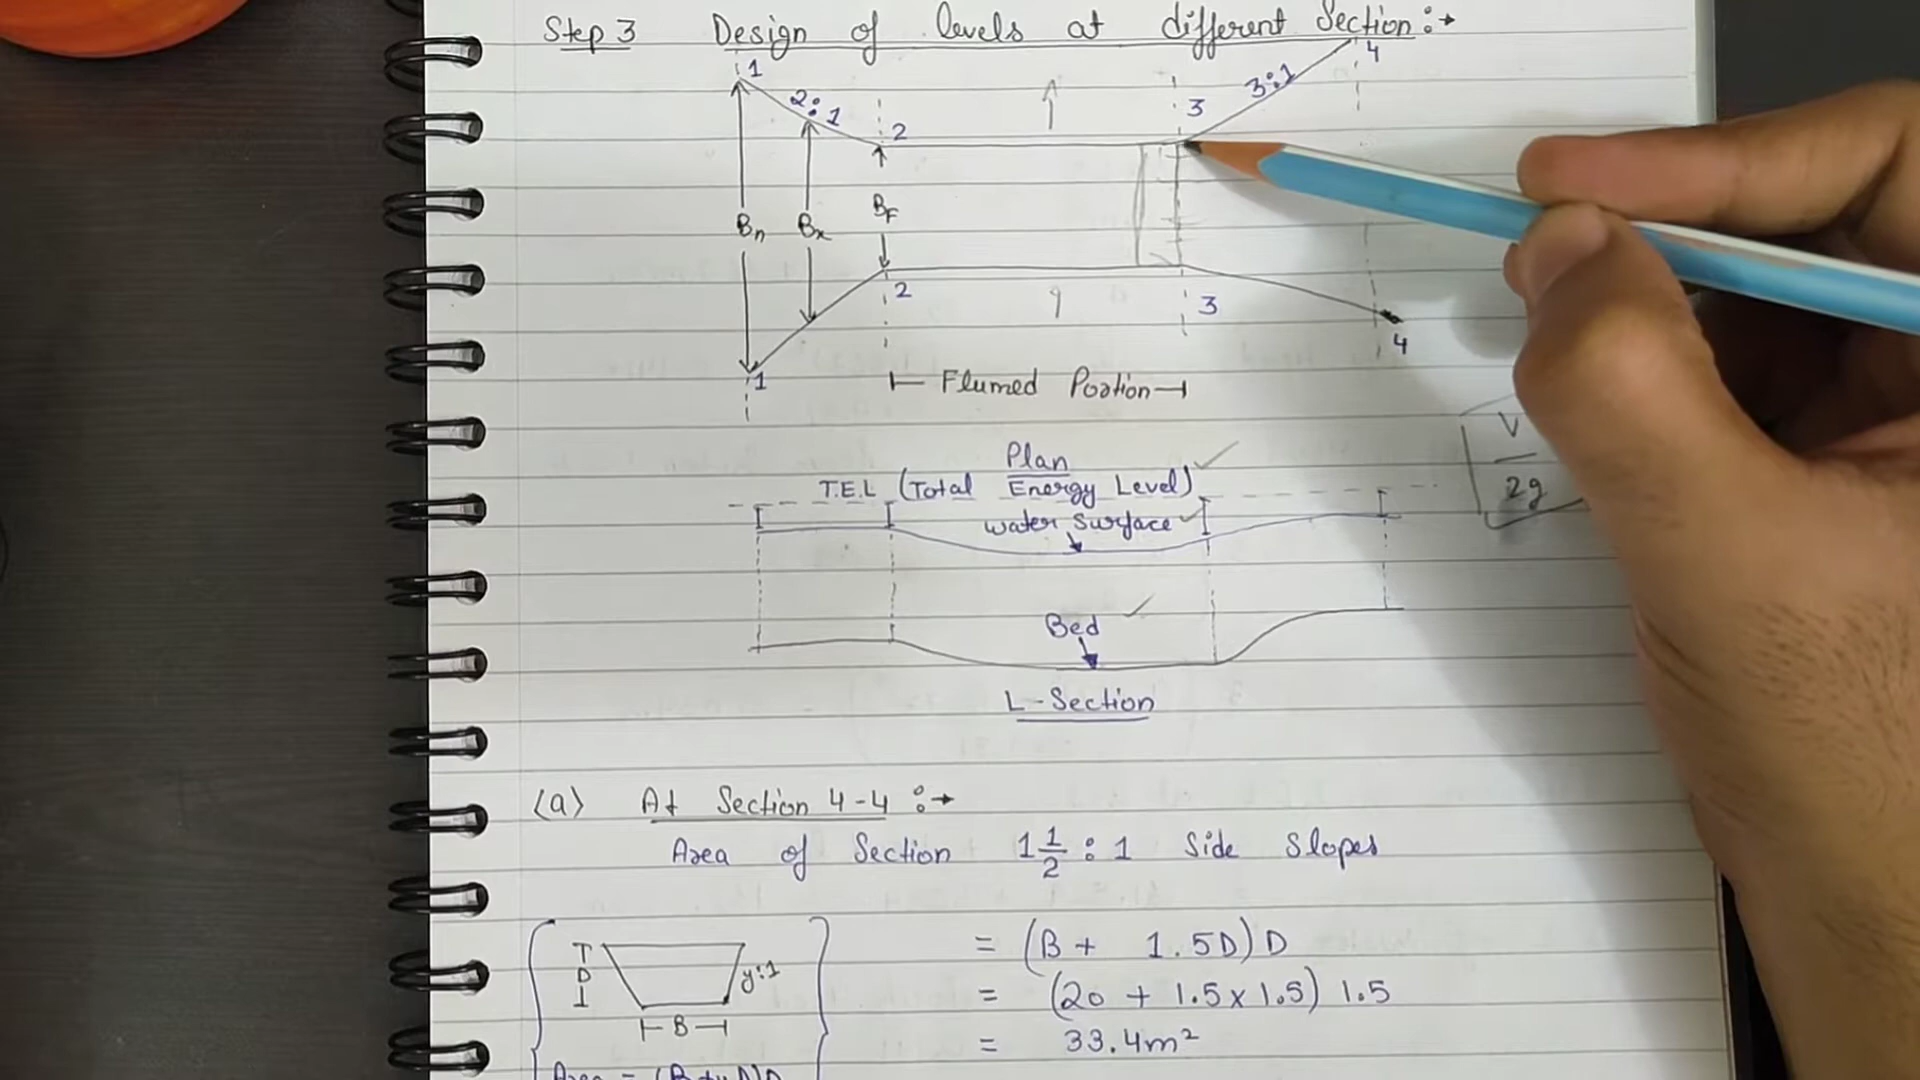 Step 3 Design of levels at different Section:→
1 4
2:1 3:1
2 3
Bn Bx BF
2 3
1 4
⊢ Flumed Portion ⊣
Plan
T.E.L (Total Energy Level)
water surface
V
2g
Bed
L-Section
(a) At Section 4-4 :→
Area of Section 1 1/2 : 1 Side Slopes
D y:1
B
= (B + 1.5D) D
= (20 + 1.5 x 1.5) 1.5
= 33.4m²